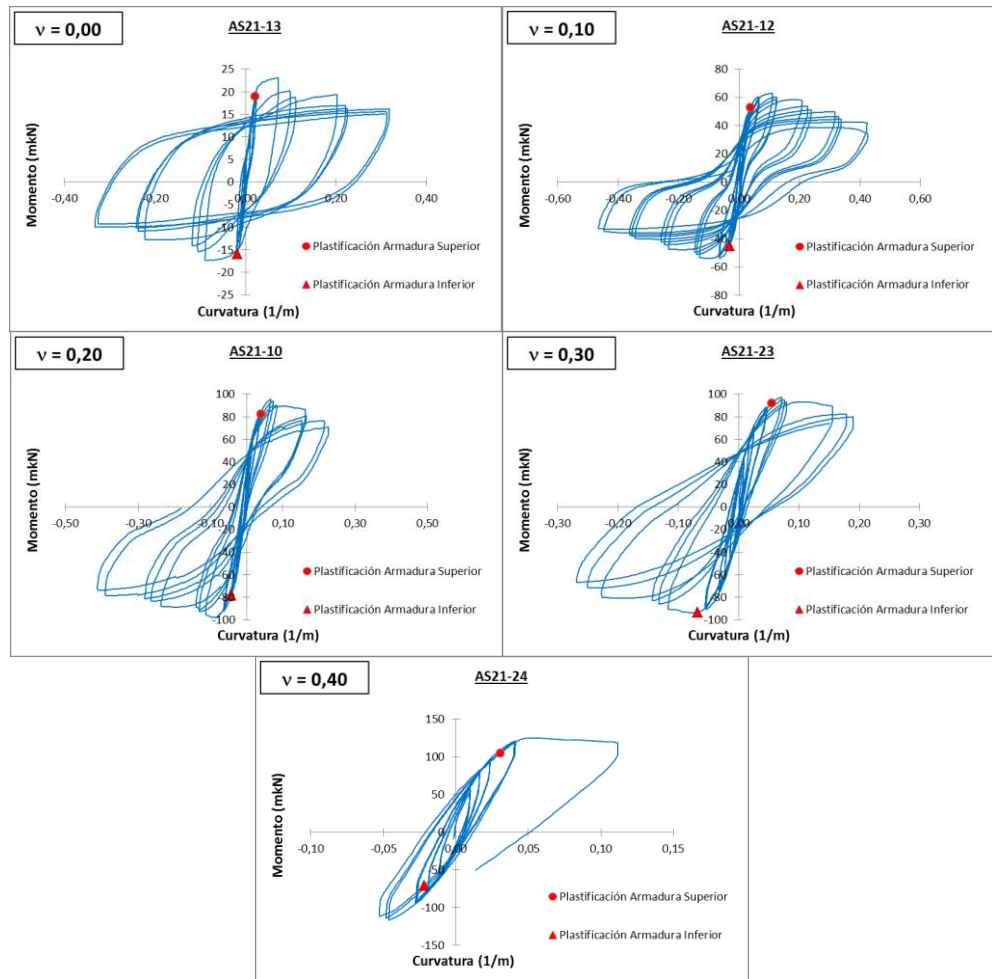 ν = 0,00
AS21-13
Momento (mkN)
25
20
15
10
5
0
-5
-10
-15
-20
-25
-0,40
-0,20
0,00
0,20
0,40
Plastificación Armadura Superior
Plastificación Armadura Inferior
Curvatura (1/m)
ν = 0,10
AS21-12
Momento (mkN)
80
60
40
20
0
-20
-40
-60
-80
-0,60
-0,40
-0,20
0,00
0,20
0,40
0,60
Plastificación Armadura Superior
Plastificación Armadura Inferior
Curvatura (1/m)
ν = 0,20
AS21-10
Momento (mkN)
100
80
60
40
20
0
-20
-40
-60
-80
-100
-0,50
-0,30
-0,10
0,10
0,30
0,50
Plastificación Armadura Superior
Plastificación Armadura Inferior
Curvatura (1/m)
ν = 0,30
AS21-23
Momento (mkN)
100
80
60
40
20
0
-20
-40
-60
-80
-100
-0,30
-0,20
-0,10
0,00
0,10
0,20
0,30
Plastificación Armadura Superior
Plastificación Armadura Inferior
Curvatura (1/m)
ν = 0,40
AS21-24
Momento (mkN)
150
100
50
0
-50
-100
-150
-0,10
-0,05
0,00
0,05
0,10
0,15
Plastificación Armadura Superior
Plastificación Armadura Inferior
Curvatura (1/m)